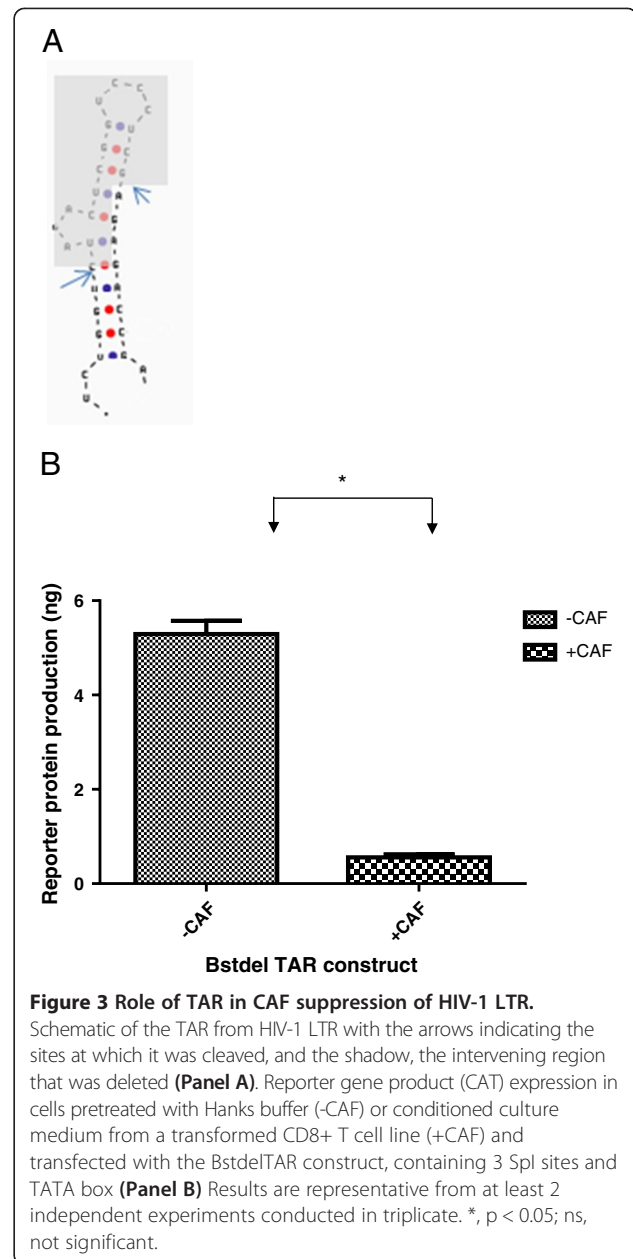 A
B
*
6
4
2
0
Reporter protein production (ng)
-CAF
+CAF
-CAF
+CAF
Bstdel TAR construct
Figure 3 Role of TAR in CAF suppression of HIV-1 LTR.
Schematic of the TAR from HIV-1 LTR with the arrows indicating the
sites at which it was cleaved, and the shadow, the intervening region
that was deleted (Panel A). Reporter gene product (CAT) expression in
cells pretreated with Hanks buffer (-CAF) or conditioned culture
medium from a transformed CD8+ T cell line (+CAF) and
transfected with the BstdelTAR construct, containing 3 SpI sites and
TATA box (Panel B) Results are representative from at least 2
independent experiments conducted in triplicate. *, p < 0.05; ns,
not significant.